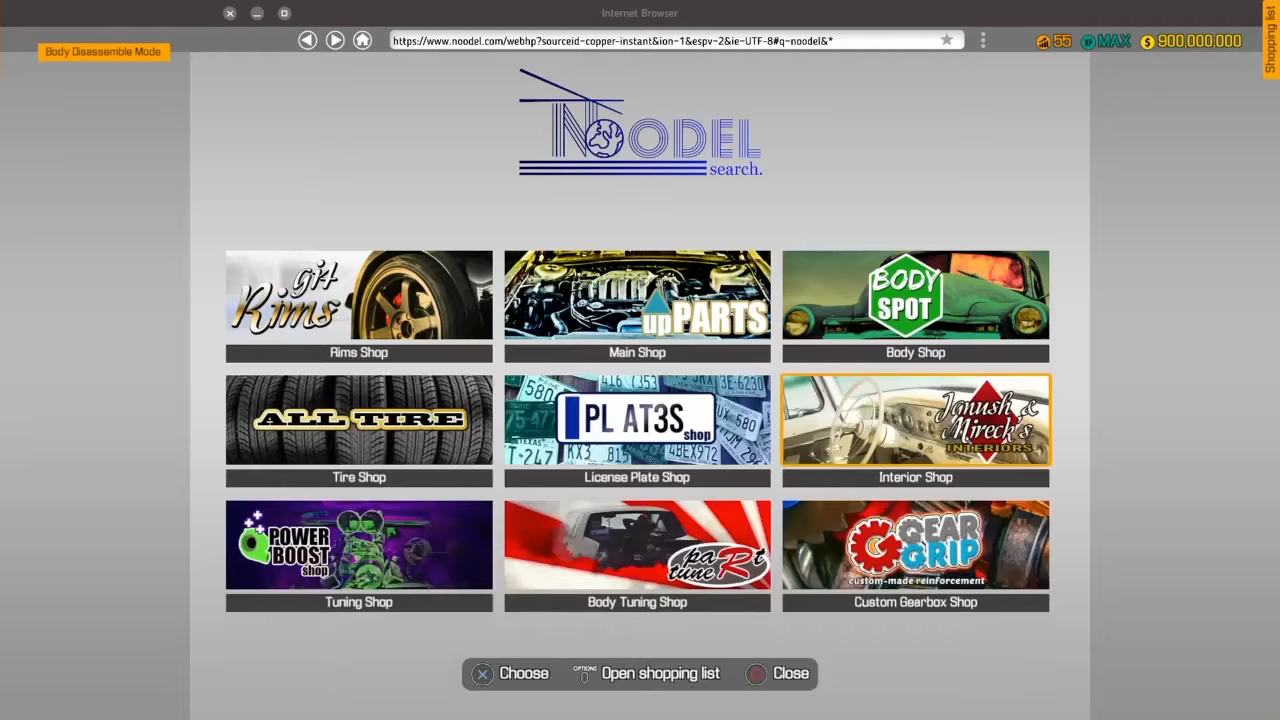 Internet Browser
Shopping list
Body Disassemble Mode
https://www.noodel.com/webhp?sourceid-copper-instant&ion-1&espv-2&ie-UTF-8#q-noodel&*
55
XP MAX
$ 900,000,000
NOODEL
search.
git Rims
upPARTS
BODY SPOT
Rims Shop
Main Shop
Body Shop
ALL TIRE
PL AT3S
shop
Janush & Mireck's
INTERIORS
Tire Shop
License Plate Shop
Interior Shop
POWER
BOOST
shop
paRt
tune
GEAR
GRIP
custom-made reinforcement
Tuning Shop
Body Tuning Shop
Custom Gearbox Shop
Choose
OPTIONS
Open shopping list
Close